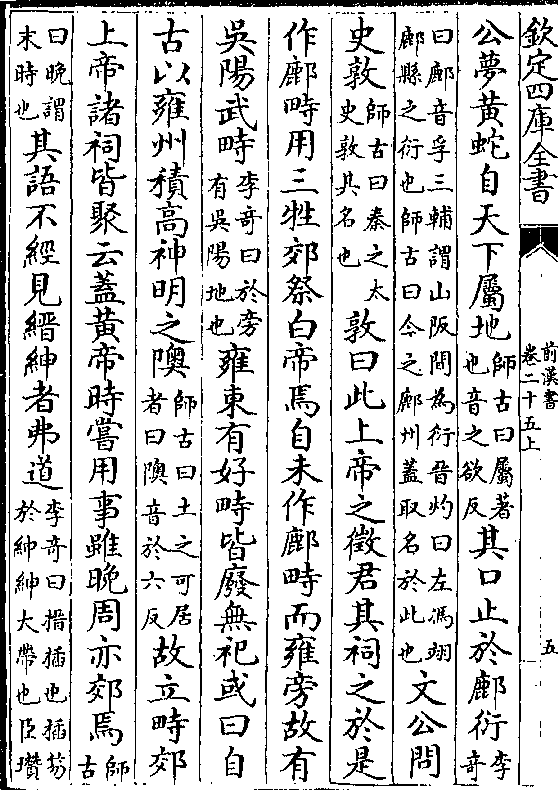 欽定四庫全書
前漢書
卷二十五上
五
公夢黃蛇自天下屬地師古曰屬著也音之欲反其口止於鄜衍李竒
曰鄜音孚三輔謂山阪間為衍晉灼曰左馮翊鄜縣之衍也師古曰今之鄜州蓋取名於此也文公問
史敦師古曰秦之太史敦其名也敦曰此上帝之徵君其祠之於是
作鄜畤用三牲郊祭白帝焉自未作鄜畤而雍旁故有
吳陽武畤李竒曰於旁有吳陽地也雍東有好畤皆廢無祀或曰自
古以雍州積高神明之隩師古曰土之可居者曰隩音於六反故立畤郊
上帝諸祠皆聚云蓋黃帝時嘗用事雖晚周亦郊焉師古
曰晚謂末時也其語不經見縉紳者弗道李竒曰搢插也插笏於紳紳大帶也臣瓚